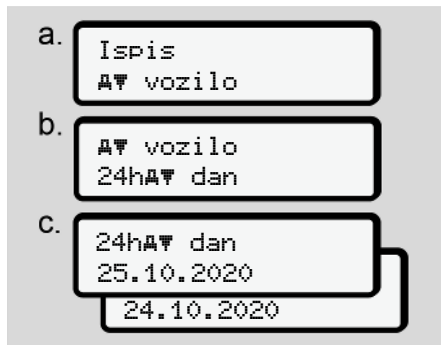 a.
Ispis
A▼ vozilo
b.
A▼ vozilo
24hA▼ dan
c.
24hA▼ dan
25.10.2020
24.10.2020